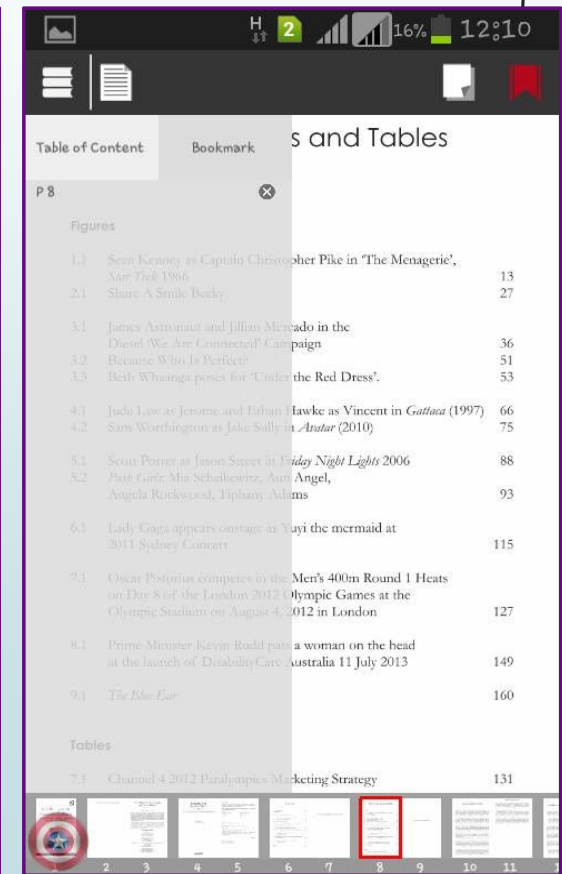 H 2 16% 12:10
Table of Content Bookmark s and Tables
P 8
Figures
1.1 Sean Kenney as Captain Christopher Pike in 'The Menagerie',
Star Trek 1966 13
2.1 Share A Smile Becky 27
3.1 James Astronaut and Jillian Mercado in the
Diesel 'We Are Connected' Campaign 36
3.2 Because Who Is Perfect? 51
3.3 Beth Whaanga poses for 'Under the Red Dress'. 53
4.1 Jude Law as Jerome and Ethan Hawke as Vincent in Gattaca (1997) 66
4.2 Sam Worthington as Jake Sully in Avatar (2010) 75
5.1 Scott Porter as Jason Street in Friday Night Lights 2006 88
5.2 Push Girls: Mia Schaikewitz, Auti Angel,
Angela Rockwood, Tiphany Adams 93
6.1 Lady Gaga appears onstage as Yuyi the mermaid at
2011 Sydney Concert 115
7.1 Oscar Pistorius competes in the Men's 400m Round 1 Heats
on Day 8 of the London 2012 Olympic Games at the
Olympic Stadium on August 4, 2012 in London 127
8.1 Prime Minister Kevin Rudd pats a woman on the head
at the launch of DisabilityCare Australia 11 July 2013 149
9.1 The Blue Ear 160
Tables
7.1 Channel 4 2012 Paralympics Marketing Strategy 131
1 2 3 4 5 6 7 8 9 10 11